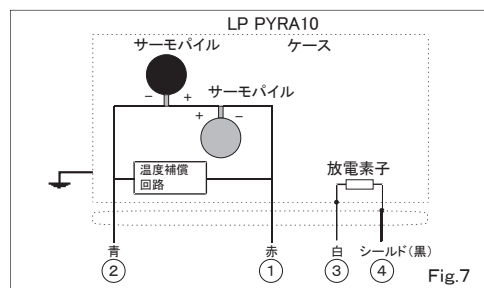 LP PYRA10
サーモパイル ケース
− +
サーモパイル
+ −
温度補償
回路
放電素子
青 赤 白 シールド(黒)
② ① ③ ④
Fig.7